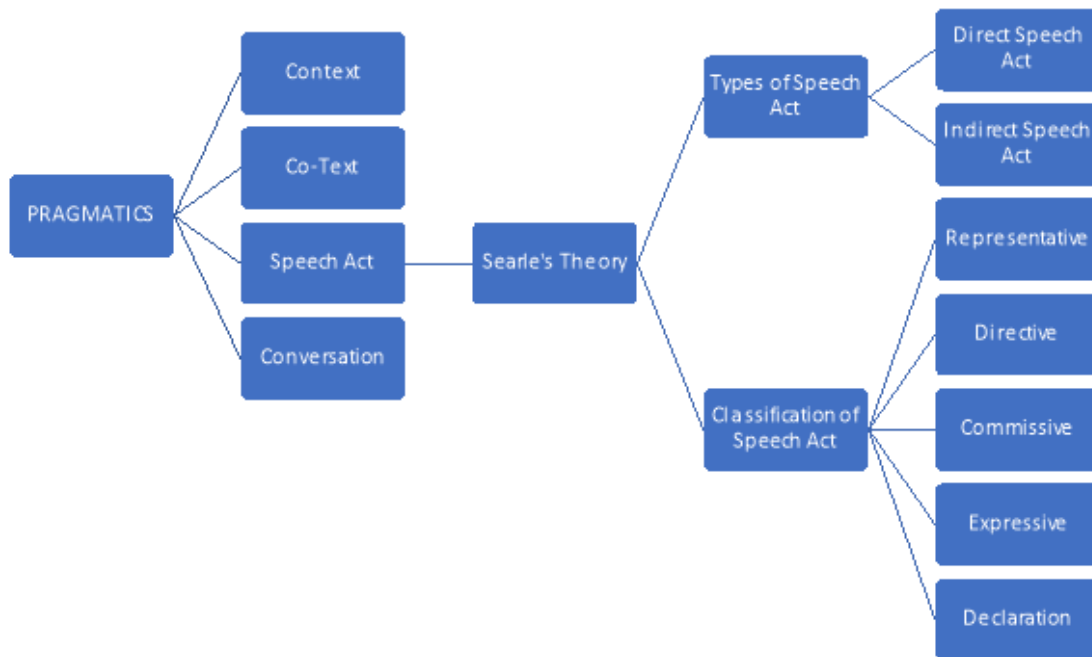 PRAGMATICS
Context
Co-Text
Speech Act
Conversation
Searle's Theory
Types of Speech
Act
Classification of
Speech Act
Direct Speech
Act
Indirect Speech
Act
Representative
Directive
Commissive
Expressive
Declaration